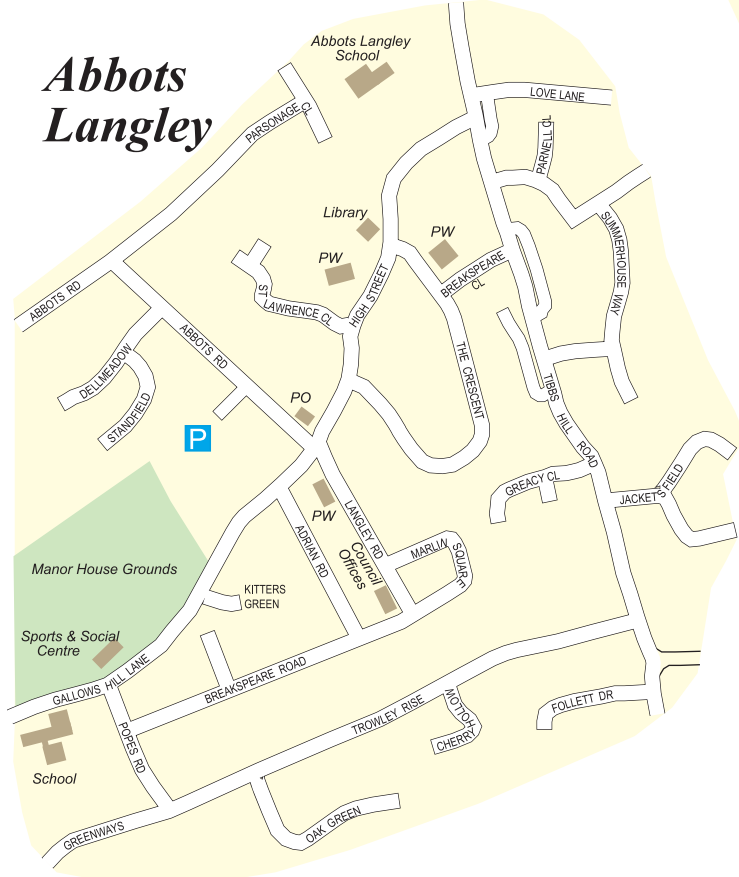 Abbots
Langley
Abbots Langley
School
LOVE LANE
PARSONAGE CL
PARNELL CL
Library
PW
SUMMERHOUSE WAY
PW
BREAKSPEARE
CL
HIGH STREET
ST LAWRENCE CL
ABBOTS RD
ABBOTS RD
DELLMEADOW
THE CRESCENT
TIBBS HILL ROAD
STANDFIELD
PO
P
GREACY CL
JACKETSFIELD
PW
LANGLEY RD
ADRIAN RD
MARLIN SQUARE
Council
Offices
Manor House Grounds
KITTERS
GREEN
Sports & Social
Centre
GALLOWS HILL LANE
BREAKSPEARE ROAD
POPES RD
TROWLEY RISE
CHERRY HOLLOW
FOLLETT DR
School
GREENWAYS
OAK GREEN